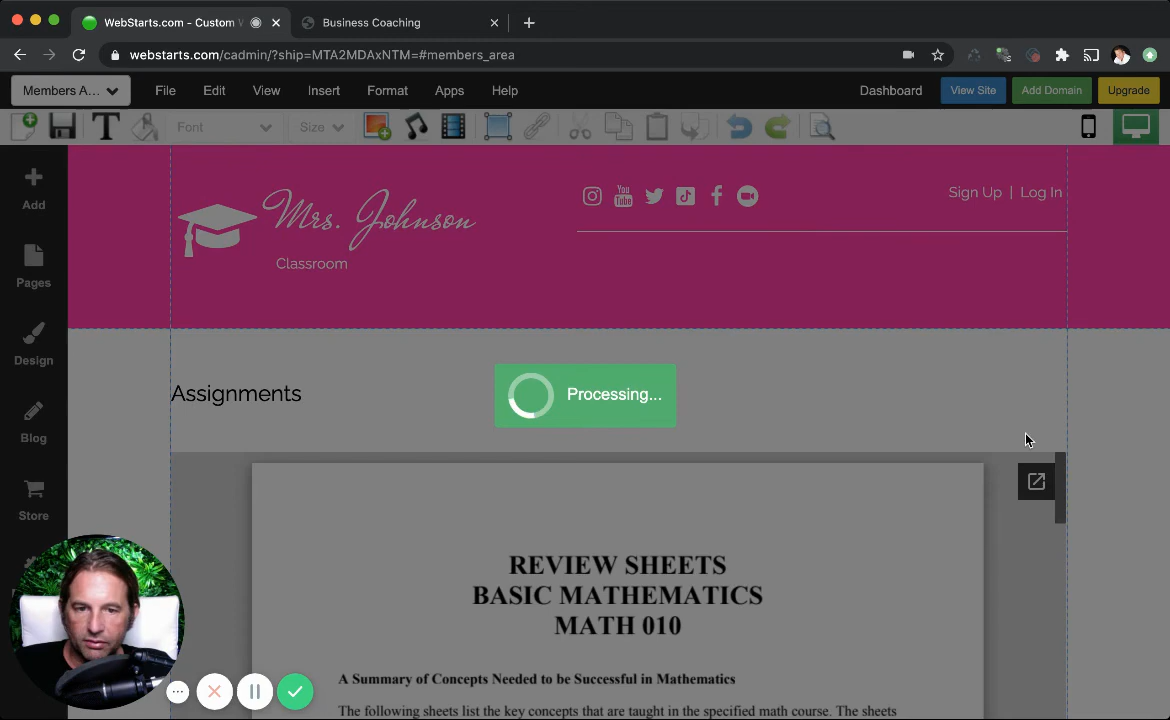 WebStarts.com - Custom W
Business Coaching
webstarts.com/cadmin/?ship=MTA2MDAxNTM=#members_area
Members A... File Edit View Insert Format Apps Help Dashboard View Site Add Domain Upgrade
Font Size
Add
Pages
Design
Blog
Store
Mrs. Johnson
Classroom
You
Tube
Sign Up | Log In
Assignments
Processing...
REVIEW SHEETS
BASIC MATHEMATICS
MATH 010
A Summary of Concepts Needed to be Successful in Mathematics
The following sheets list the key concepts that are taught in the specified math course. The sheets